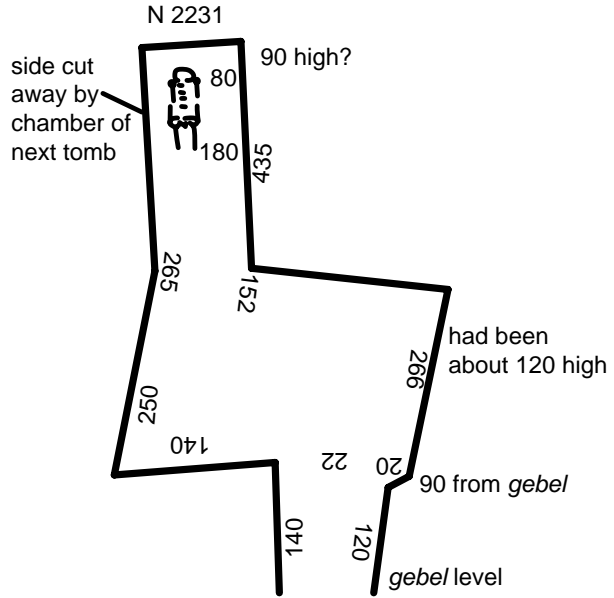 N 2231
90 high?
side cut
away by
chamber of
next tomb
80
180
435
265
152
had been
about 120 high
266
250
140
22
20
90 from gebel
140
120
gebel level